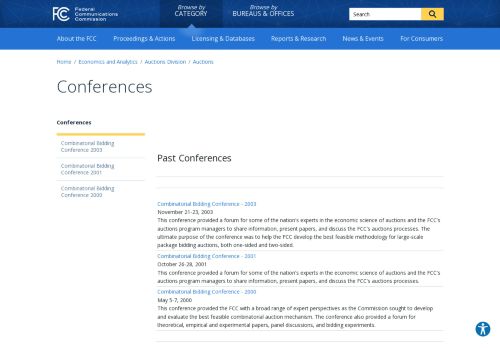 Browse by
CATEGORY
Browse by
BUREAUS & OFFICES
FCC
Federal
Communications
Commission
Search
About the FCC
Proceedings & Actions
Licensing & Databases
Reports & Research
News & Events
For Consumers
Home / Economics and Analytics / Auctions Division / Auctions
Conferences
Conferences
Combinatorial Bidding
Conference 2003
Combinatorial Bidding
Conference 2001
Combinatorial Bidding
Conference 2000
Past Conferences
Combinatorial Bidding Conference - 2003
November 21-23, 2003
This conference provided a forum for some of the nation's experts in the economic science of auctions and the FCC's
auctions program managers to share information, present papers, and discuss the FCC's auctions processes. The
ultimate purpose of the conference was to help the FCC develop the best feasible methodology for large-scale
package bidding auctions, both one-sided and two-sided.
Combinatorial Bidding Conference - 2001
October 26-28, 2001
This conference provided a forum for some of the nation's experts in the economic science of auctions and the FCC's
auctions program managers to share information, present papers, and discuss the FCC's auctions processes.
Combinatorial Bidding Conference - 2000
May 5-7, 2000
This conference provided the FCC with a broad range of expert perspectives as the Commission sought to develop
and evaluate the best feasible combinatorial auction mechanism. The conference also provided a forum for
theoretical, empirical and experimental papers, panel discussions, and bidding experiments.